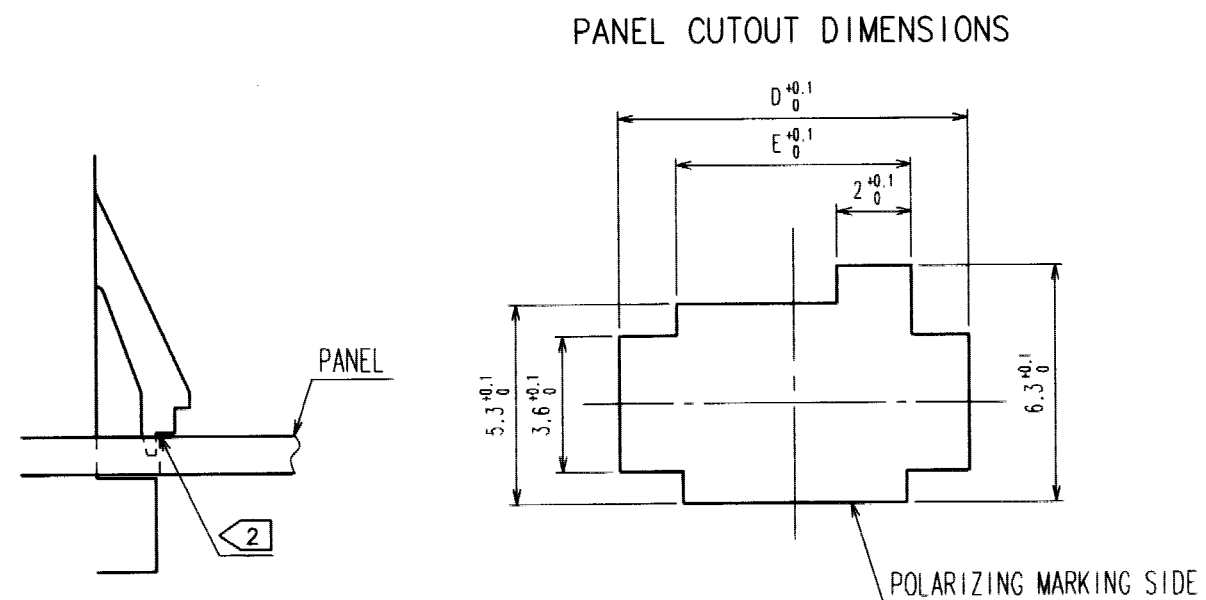 PANEL CUTOUT DIMENSIONS
D +0.1 0
E +0.1 0
2 +0.1 0
PANEL
5.3 +0.1 0
3.6 +0.1 0
6.3 +0.1 0
2
POLARIZING MARKING SIDE